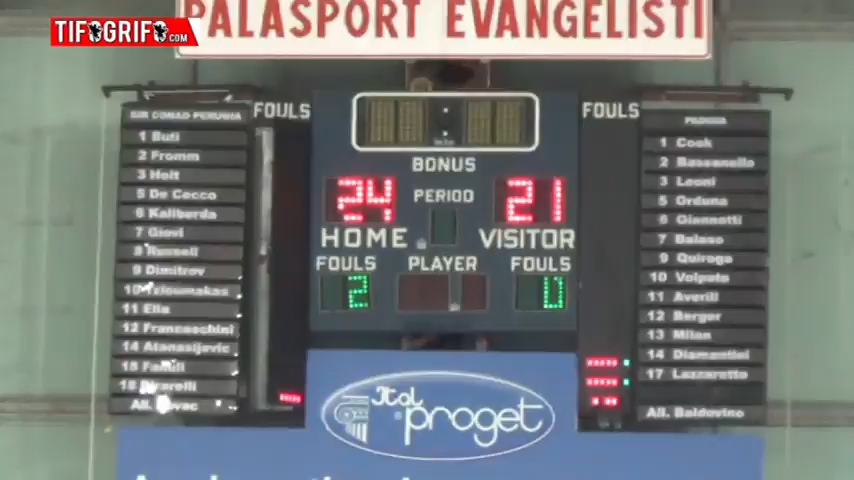 TIFOGRIFO.COM
PALASPORT EVANGELISTI
SIR CONAD PERUGIA
1 Buti
2 Fromm
3 Holt
5 De Cecco
6 Kaliberda
7 Giovi
8 Russell
9 Dimitrov
10 Tzioumakas
11 Elia
12 Franceschini
14 Atanasijevic
15 Fanuli
All. Kovac
FOULS
BONUS
PERIOD
24
21
HOME
VISITOR
FOULS
PLAYER
FOULS
2
0
FOULS
PADOVA
1 Cook
2 Bassanello
3 Leoni
5 Orduna
6 Giannotti
7 Balaso
9 Quiroga
10 Volpato
11 Averill
12 Berger
13 Milan
14 Diamantini
17 Lazzaretto
All. Baldovino
Ital
proget